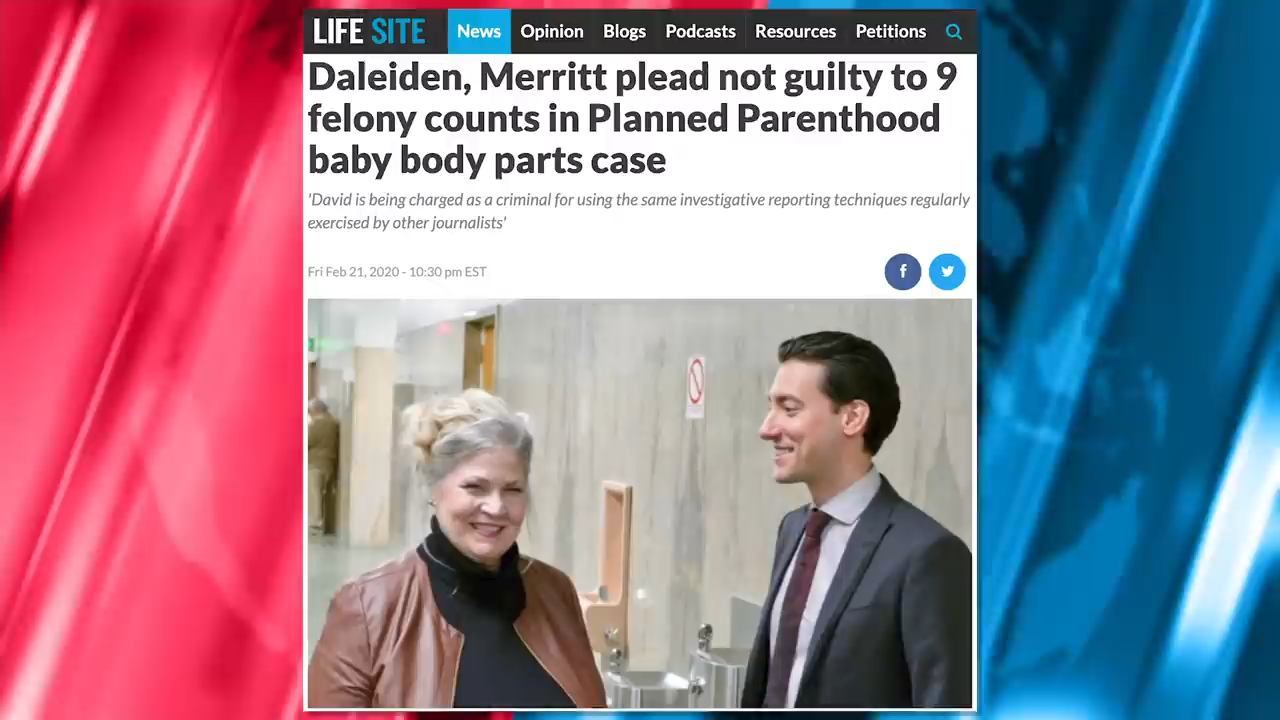 LIFE SITE News Opinion Blogs Podcasts Resources Petitions
Daleiden, Merritt plead not guilty to 9
felony counts in Planned Parenthood
baby body parts case
'David is being charged as a criminal for using the same investigative reporting techniques regularly
exercised by other journalists'
Fri Feb 21, 2020 - 10:30 pm EST